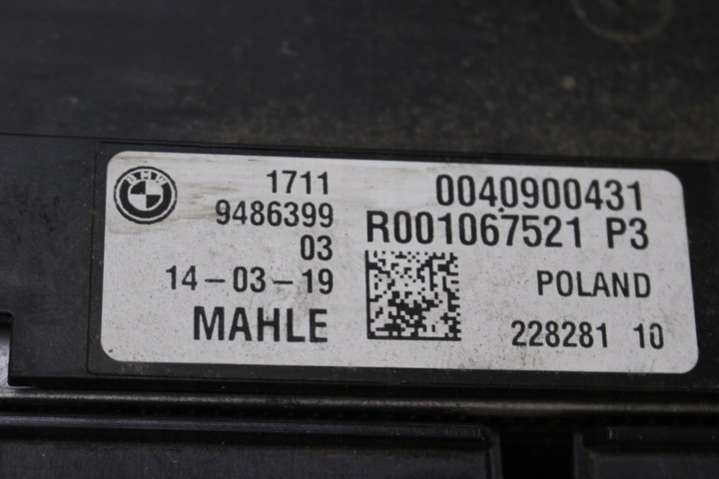 BMW
1711
9486399
03
14-03-19
MAHLE
0040900431
R001067521 P3
POLAND
228281 10